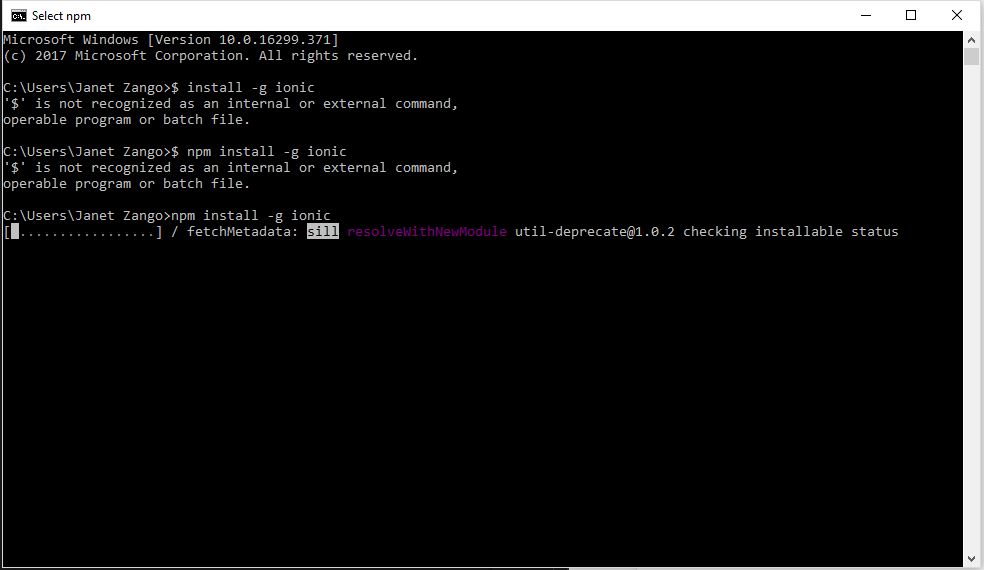 Select npm
Microsoft Windows [Version 10.0.16299.371]
(c) 2017 Microsoft Corporation. All rights reserved.
C:\Users\Janet Zango>$ install -g ionic
'$' is not recognized as an internal or external command,
operable program or batch file.
C:\Users\Janet Zango>$ npm install -g ionic
'$' is not recognized as an internal or external command,
operable program or batch file.
C:\Users\Janet Zango>npm install -g ionic
[ .................] / fetchMetadata: sill resolveWithNewModule util-deprecate@1.0.2 checking installable status